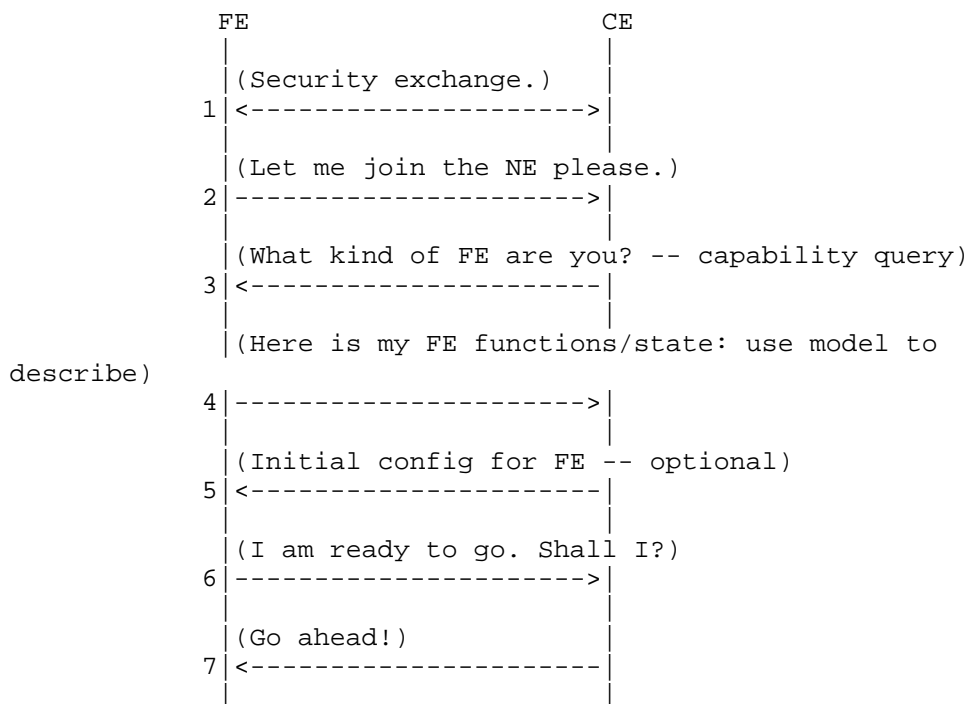 FE CE
(Security exchange.)
1|<---------------------->|
(Let me join the NE please.)
2|---------------------->|
(What kind of FE are you? -- capability query)
3|<----------------------|
(Here is my FE functions/state: use model to
describe)
4|---------------------->|
(Initial config for FE -- optional)
5|<----------------------|
(I am ready to go. Shall I?)
6|---------------------->|
(Go ahead!)
7|<----------------------|